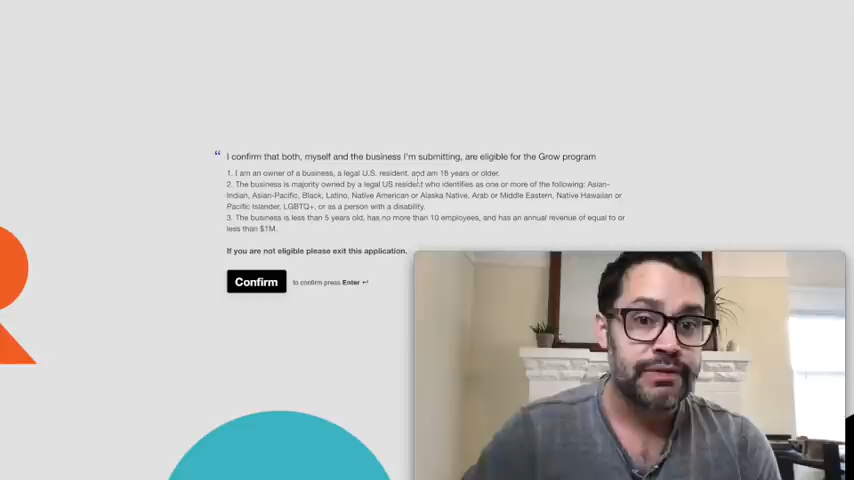 “ I confirm that both, myself and the business I'm submitting, are eligible for the Grow program
1. I am an owner of a business, a legal U.S. resident, and am 18 years or older.
2. The business is majority owned by a legal US resident who identifies as one or more of the following: Asian-
Indian, Asian-Pacific, Black, Latino, Native American or Alaska Native, Arab or Middle Eastern, Native Hawaiian or
Pacific Islander, LGBTQ+, or as a person with a disability.
3. The business is less than 5 years old, has no more than 10 employees, and has an annual revenue of equal to or
less than $1M.
If you are not eligible please exit this application.
Confirm to confirm press Enter ↵